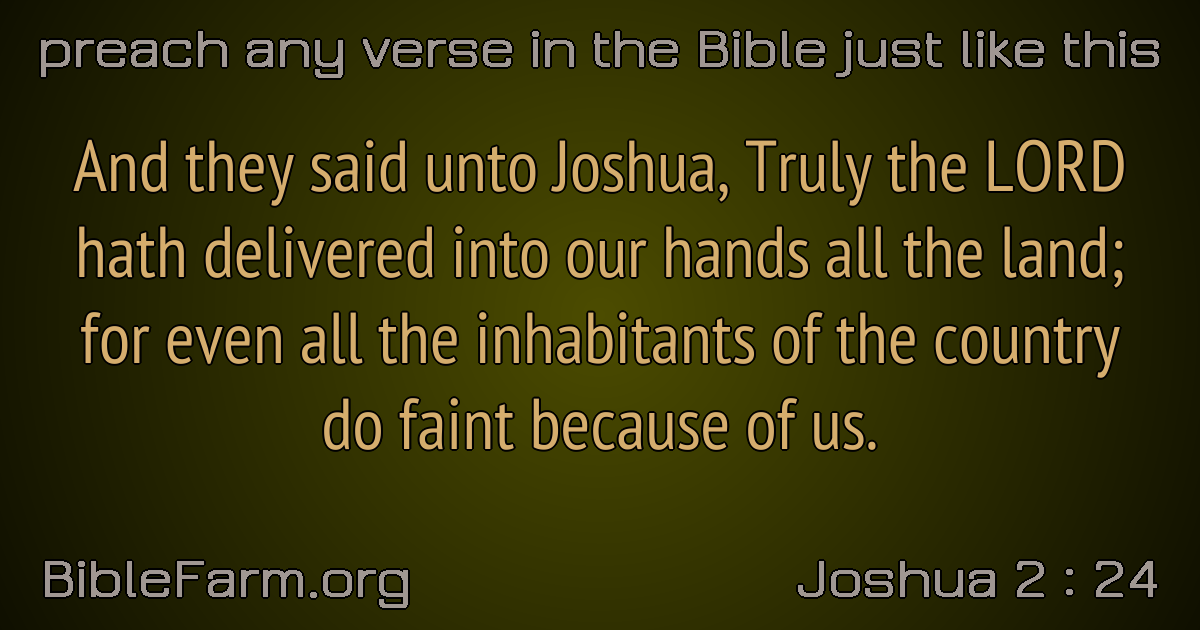 preach any verse in the Bible just like this
And they said unto Joshua, Truly the LORD
hath delivered into our hands all the land;
for even all the inhabitants of the country
do faint because of us.
BibleFarm.org
Joshua 2 : 24